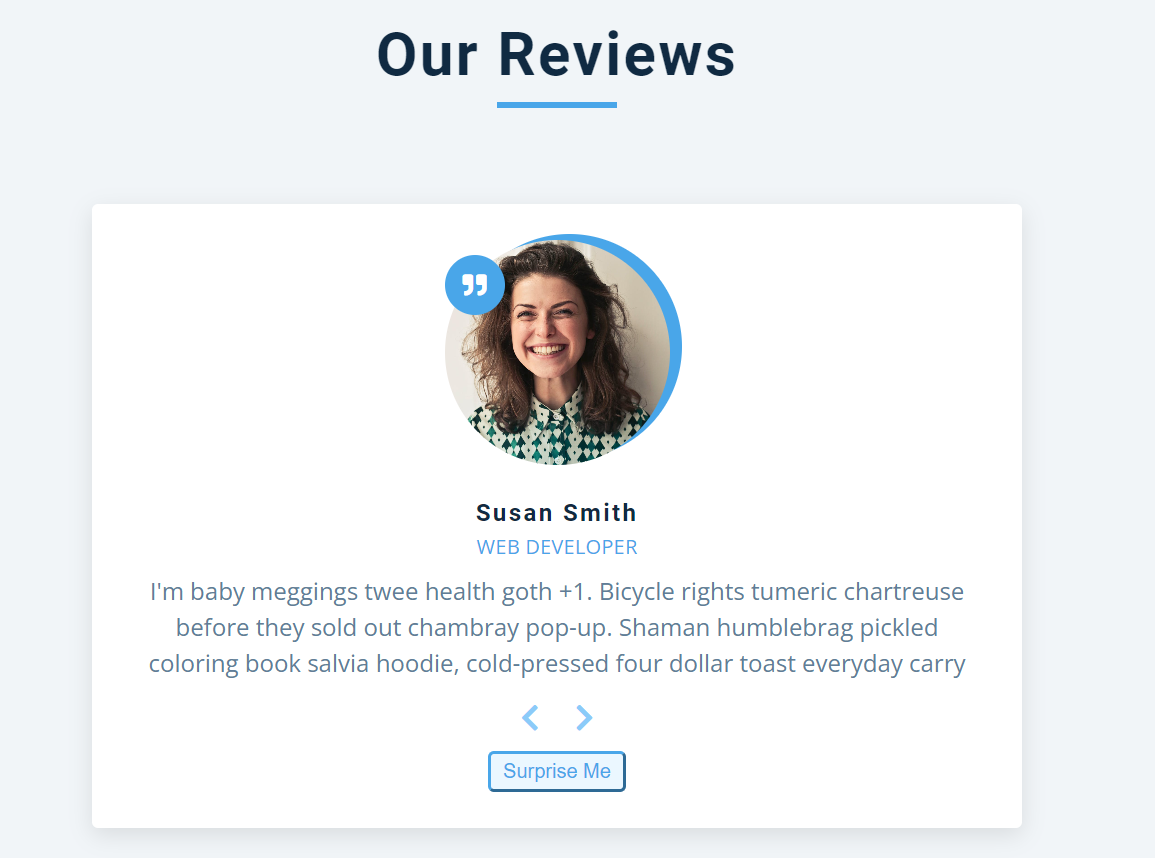 Our Reviews
Susan Smith
WEB DEVELOPER
I'm baby meggings twee health goth +1. Bicycle rights tumeric chartreuse
before they sold out chambray pop-up. Shaman humblebrag pickled
coloring book salvia hoodie, cold-pressed four dollar toast everyday carry
Surprise Me